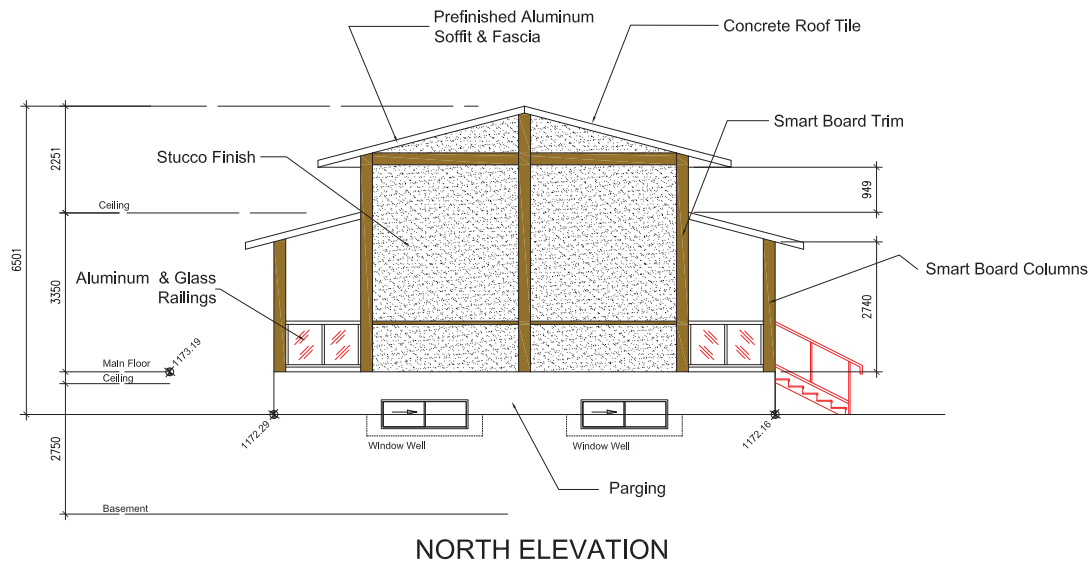 Prefinished Aluminum
Soffit & Fascia
Concrete Roof Tile
Smart Board Trim
Stucco Finish
2251
949
Ceiling
6501
3350
Aluminum & Glass
Railings
Smart Board Columns
2740
Main Floor
1173.19
Ceiling
1172.29
1172.16
Window Well
Window Well
2750
Parging
Basement
NORTH ELEVATION